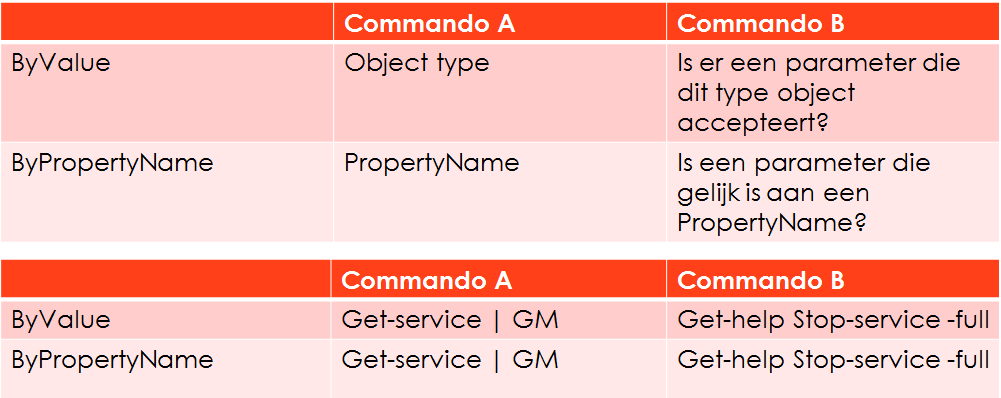 Commando A Commando B
ByValue Object type Is er een parameter die
dit type object
accepteert?
ByPropertyName PropertyName Is een parameter die
gelijk is aan een
PropertyName?
Commando A Commando B
ByValue Get-service | GM Get-help Stop-service -full
ByPropertyName Get-service | GM Get-help Stop-service -full